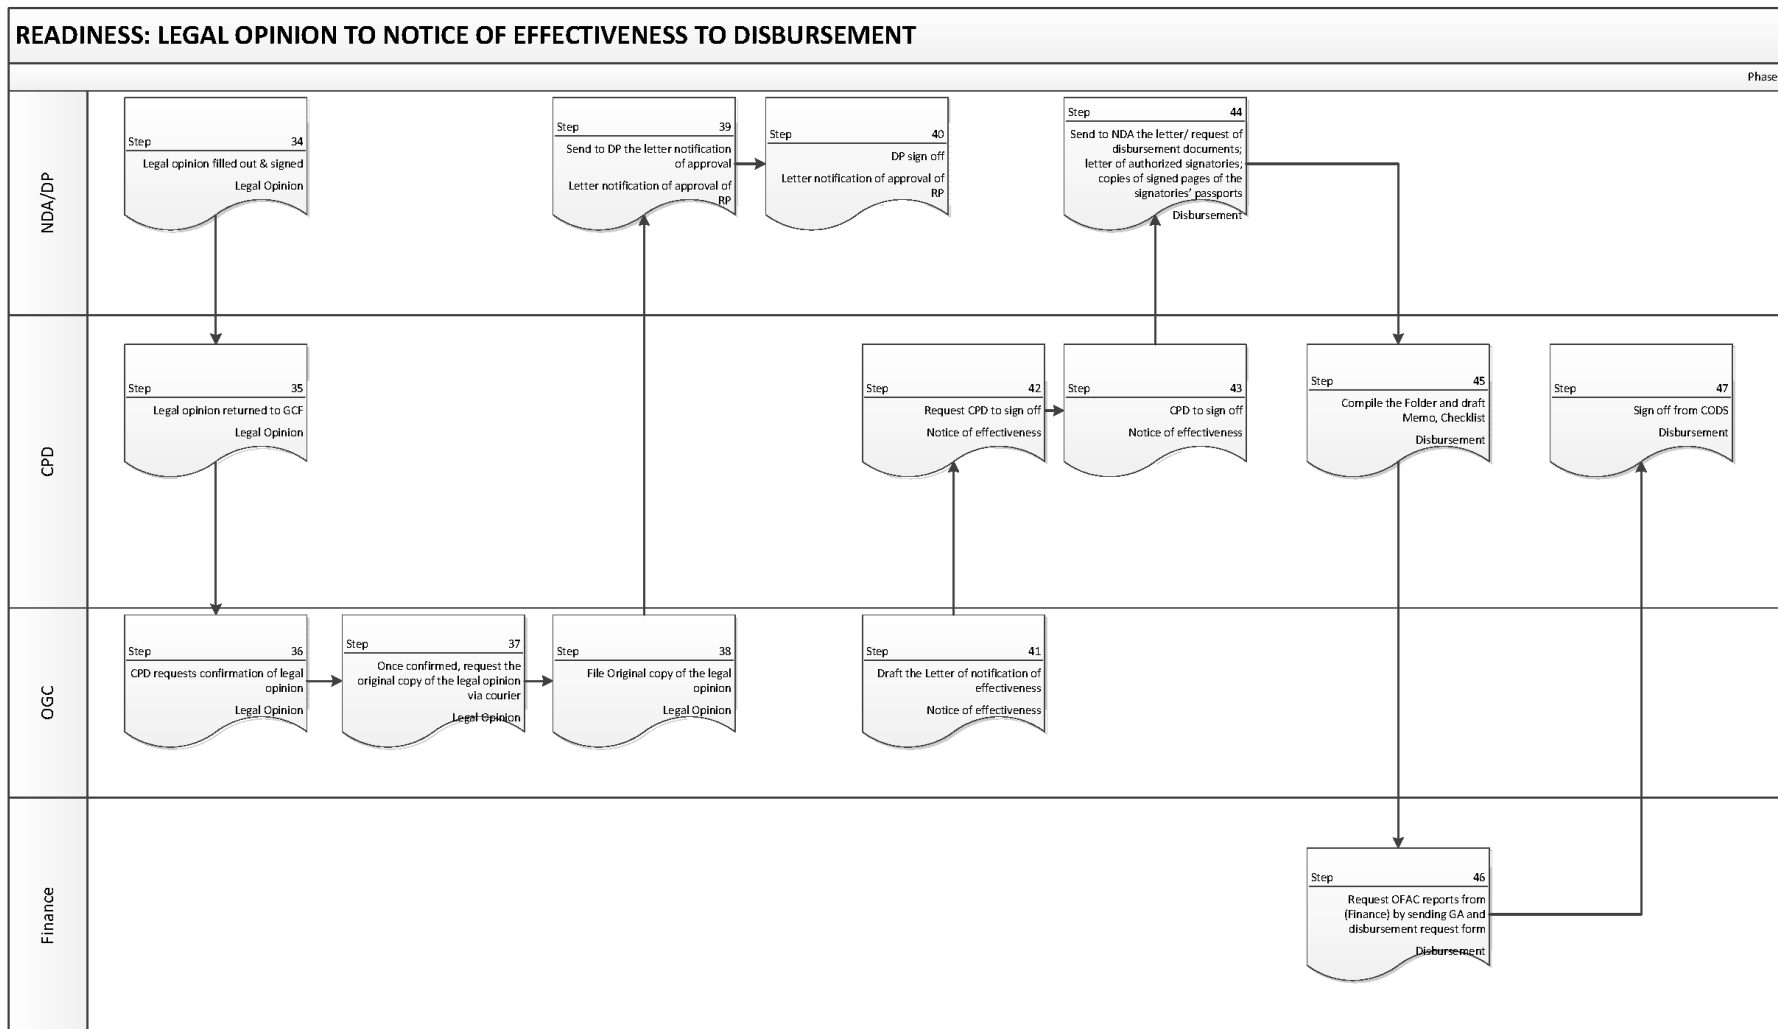 READINESS: LEGAL OPINION TO NOTICE OF EFFECTIVENESS TO DISBURSEMENT
Phase
NDA/DP
Step 34
Legal opinion filled out & signed
Legal Opinion
Step 39
Send to DP the letter notification
of approval
Letter notification of approval of
RP
Step 40
DP sign off
Letter notification of approval of
RP
Step 44
Send to NDA the letter/ request of
disbursement documents;
letter of authorized signatories;
copies of signed pages of the
signatories' passports
Disbursement
CPD
Step 35
Legal opinion returned to GCF
Legal Opinion
Step 42
Request CPD to sign off
Notice of effectiveness
Step 43
CPD to sign off
Notice of effectiveness
Step 45
Compile the Folder and draft
Memo, Checklist
Disbursement
Step 47
Sign off from CODS
Disbursement
OGC
Step 36
CPD requests confirmation of legal
opinion
Legal Opinion
Step 37
Once confirmed, request the
original copy of the legal opinion
via courier
Legal Opinion
Step 38
File Original copy of the legal
opinion
Legal Opinion
Step 41
Draft the Letter of notification of
effectiveness
Notice of effectiveness
Finance
Step 46
Request OFAC reports from
(Finance) by sending GA and
disbursement request form
Disbursement